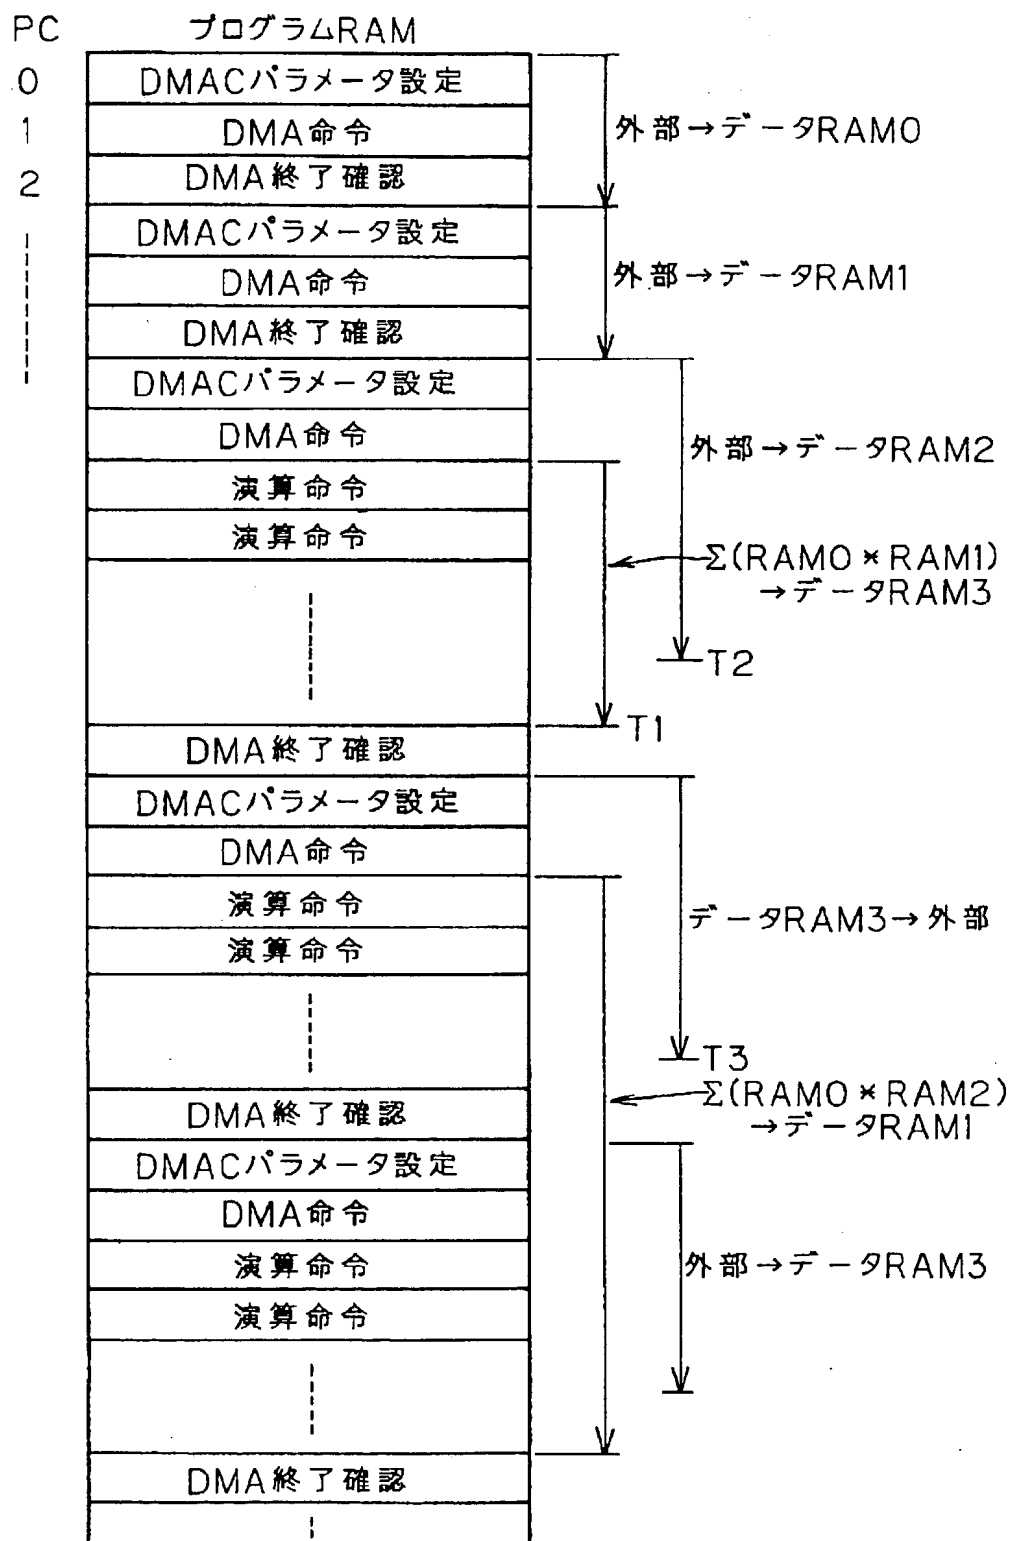 PC プログラムRAM
0 DMACパラメータ設定
1 DMA命令
外部→データRAM0
2 DMA終了確認
DMACパラメータ設定
DMA命令
外部→データRAM1
DMA終了確認
DMACパラメータ設定
DMA命令
外部→データRAM2
演算命令
演算命令
Σ(RAM0*RAM1)
→データRAM3
T2
T1
DMA終了確認
DMACパラメータ設定
DMA命令
演算命令
データRAM3→外部
演算命令
T3
Σ(RAM0*RAM2)
→データRAM1
DMA終了確認
DMACパラメータ設定
DMA命令
演算命令
外部→データRAM3
演算命令
DMA終了確認